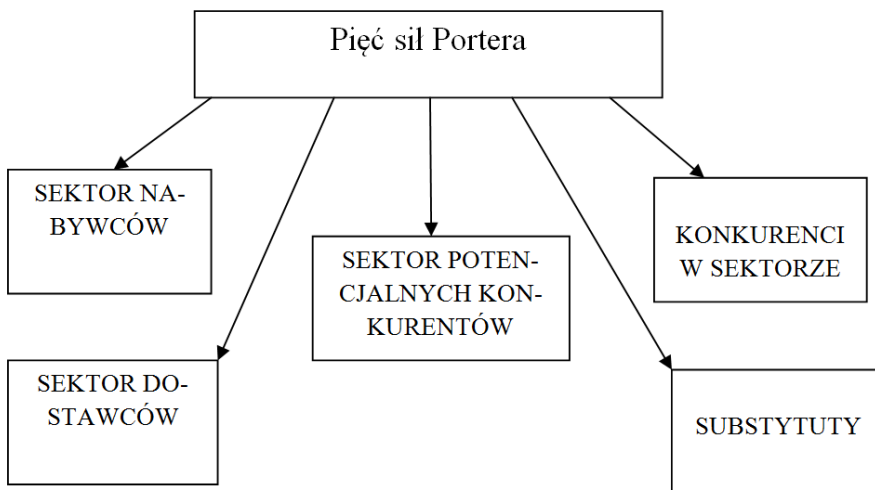 Pięć sił Portera
SEKTOR NA-
BYWCÓW
KONKURENCI
W SEKTORZE
SEKTOR POTEN-
CJALNYCH KON-
KURENTÓW
SEKTOR DO-
STAWCÓW
SUBSTYTUTY